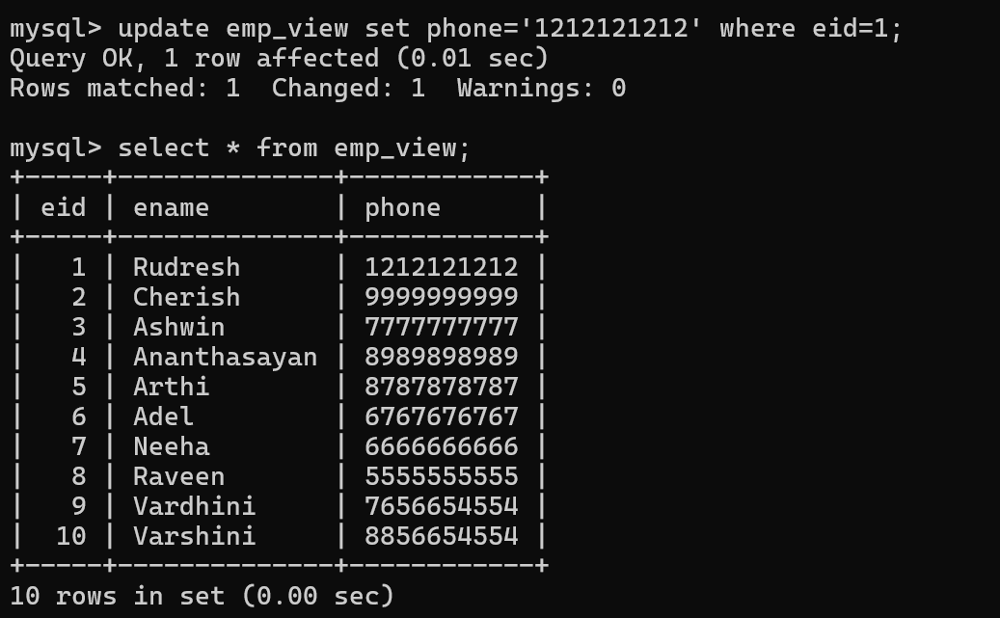 mysql> update emp_view set phone='1212121212' where eid=1;
Query OK, 1 row affected (0.01 sec)
Rows matched: 1  Changed: 1  Warnings: 0

mysql> select * from emp_view;
+-----+--------------+------------+
| eid | ename        | phone      |
+-----+--------------+------------+
|   1 | Rudresh      | 1212121212 |
|   2 | Cherish      | 9999999999 |
|   3 | Ashwin       | 7777777777 |
|   4 | Ananthasayan | 8989898989 |
|   5 | Arthi        | 8787878787 |
|   6 | Adel         | 6767676767 |
|   7 | Neeha        | 6666666666 |
|   8 | Raveen       | 5555555555 |
|   9 | Vardhini     | 7656654554 |
|  10 | Varshini     | 8856654554 |
+-----+--------------+------------+
10 rows in set (0.00 sec)